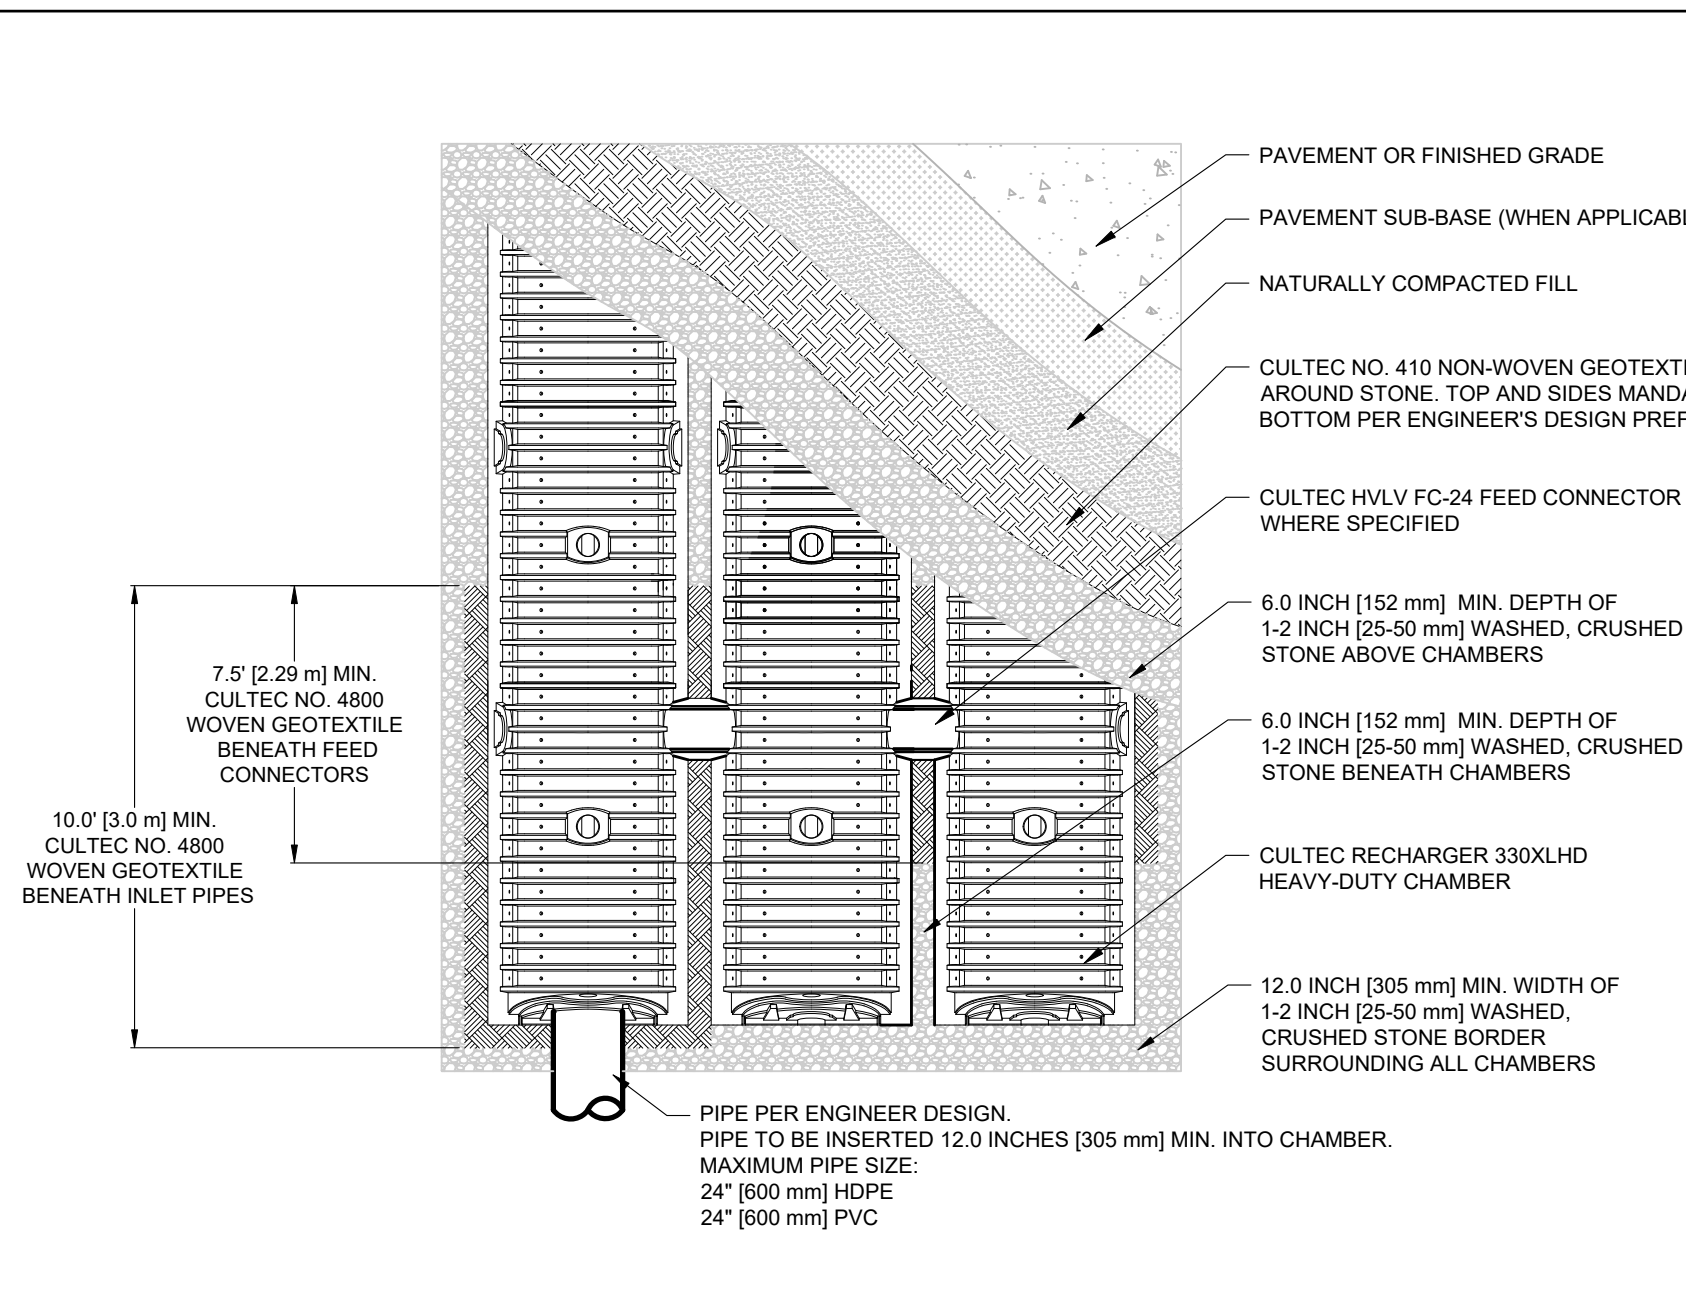 PAVEMENT OR FINISHED GRADE
PAVEMENT SUB-BASE (WHEN
NATURALLY COMPACTED FILL
CULTEC NO. 410 NON-WOVEN
AROUND STONE. TOP AND SIDES
BOTTOM PER ENGINEER'S DESIGN
CULTEC HVLV FC-24 FEED CONNECTOR
WHERE SPECIFIED
6.0 INCH [152 mm] MIN. DEPTH OF
1-2 INCH [25-50 mm] WASHED, CRUSHED
STONE ABOVE CHAMBERS
7.5' [2.29 m] MIN.
CULTEC NO. 4800
WOVEN GEOTEXTILE
BENEATH FEED
CONNECTORS
6.0 INCH [152 mm] MIN. DEPTH OF
1-2 INCH [25-50 mm] WASHED, CRUSHED
STONE BENEATH CHAMBERS
10.0' [3.0 m] MIN.
CULTEC NO. 4800
WOVEN GEOTEXTILE
BENEATH INLET PIPES
CULTEC RECHARGER 330XLHD
HEAVY-DUTY CHAMBER
12.0 INCH [305 mm] MIN. WIDTH OF
1-2 INCH [25-50 mm] WASHED,
CRUSHED STONE BORDER
SURROUNDING ALL CHAMBERS
PIPE PER ENGINEER DESIGN.
PIPE TO BE INSERTED 12.0 INCHES [305 mm] MIN. INTO CHAMBER.
MAXIMUM PIPE SIZE:
24" [600 mm] HDPE
24" [600 mm] PVC